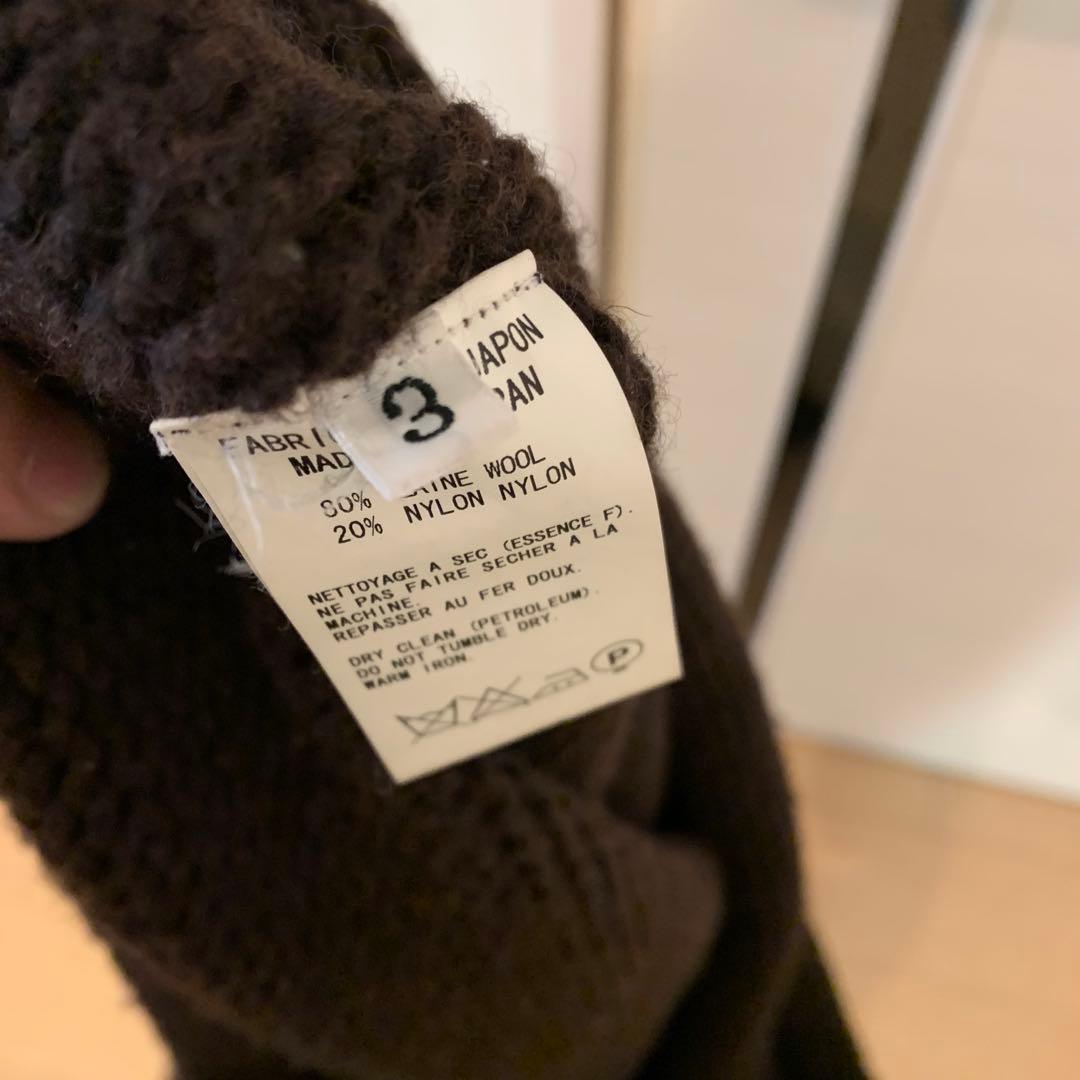 3
FABRI JAPON
MAD PAN
80% LAINE WOOL
20% NYLON NYLON
NETTOYAGE A SEC (ESSENCE F).
NE PAS FAIRE SECHER A LA
MACHINE.
REPASSER AU FER DOUX.
DRY CLEAN (PETROLEUM).
DO NOT TUMBLE DRY.
WARM IRON.
P